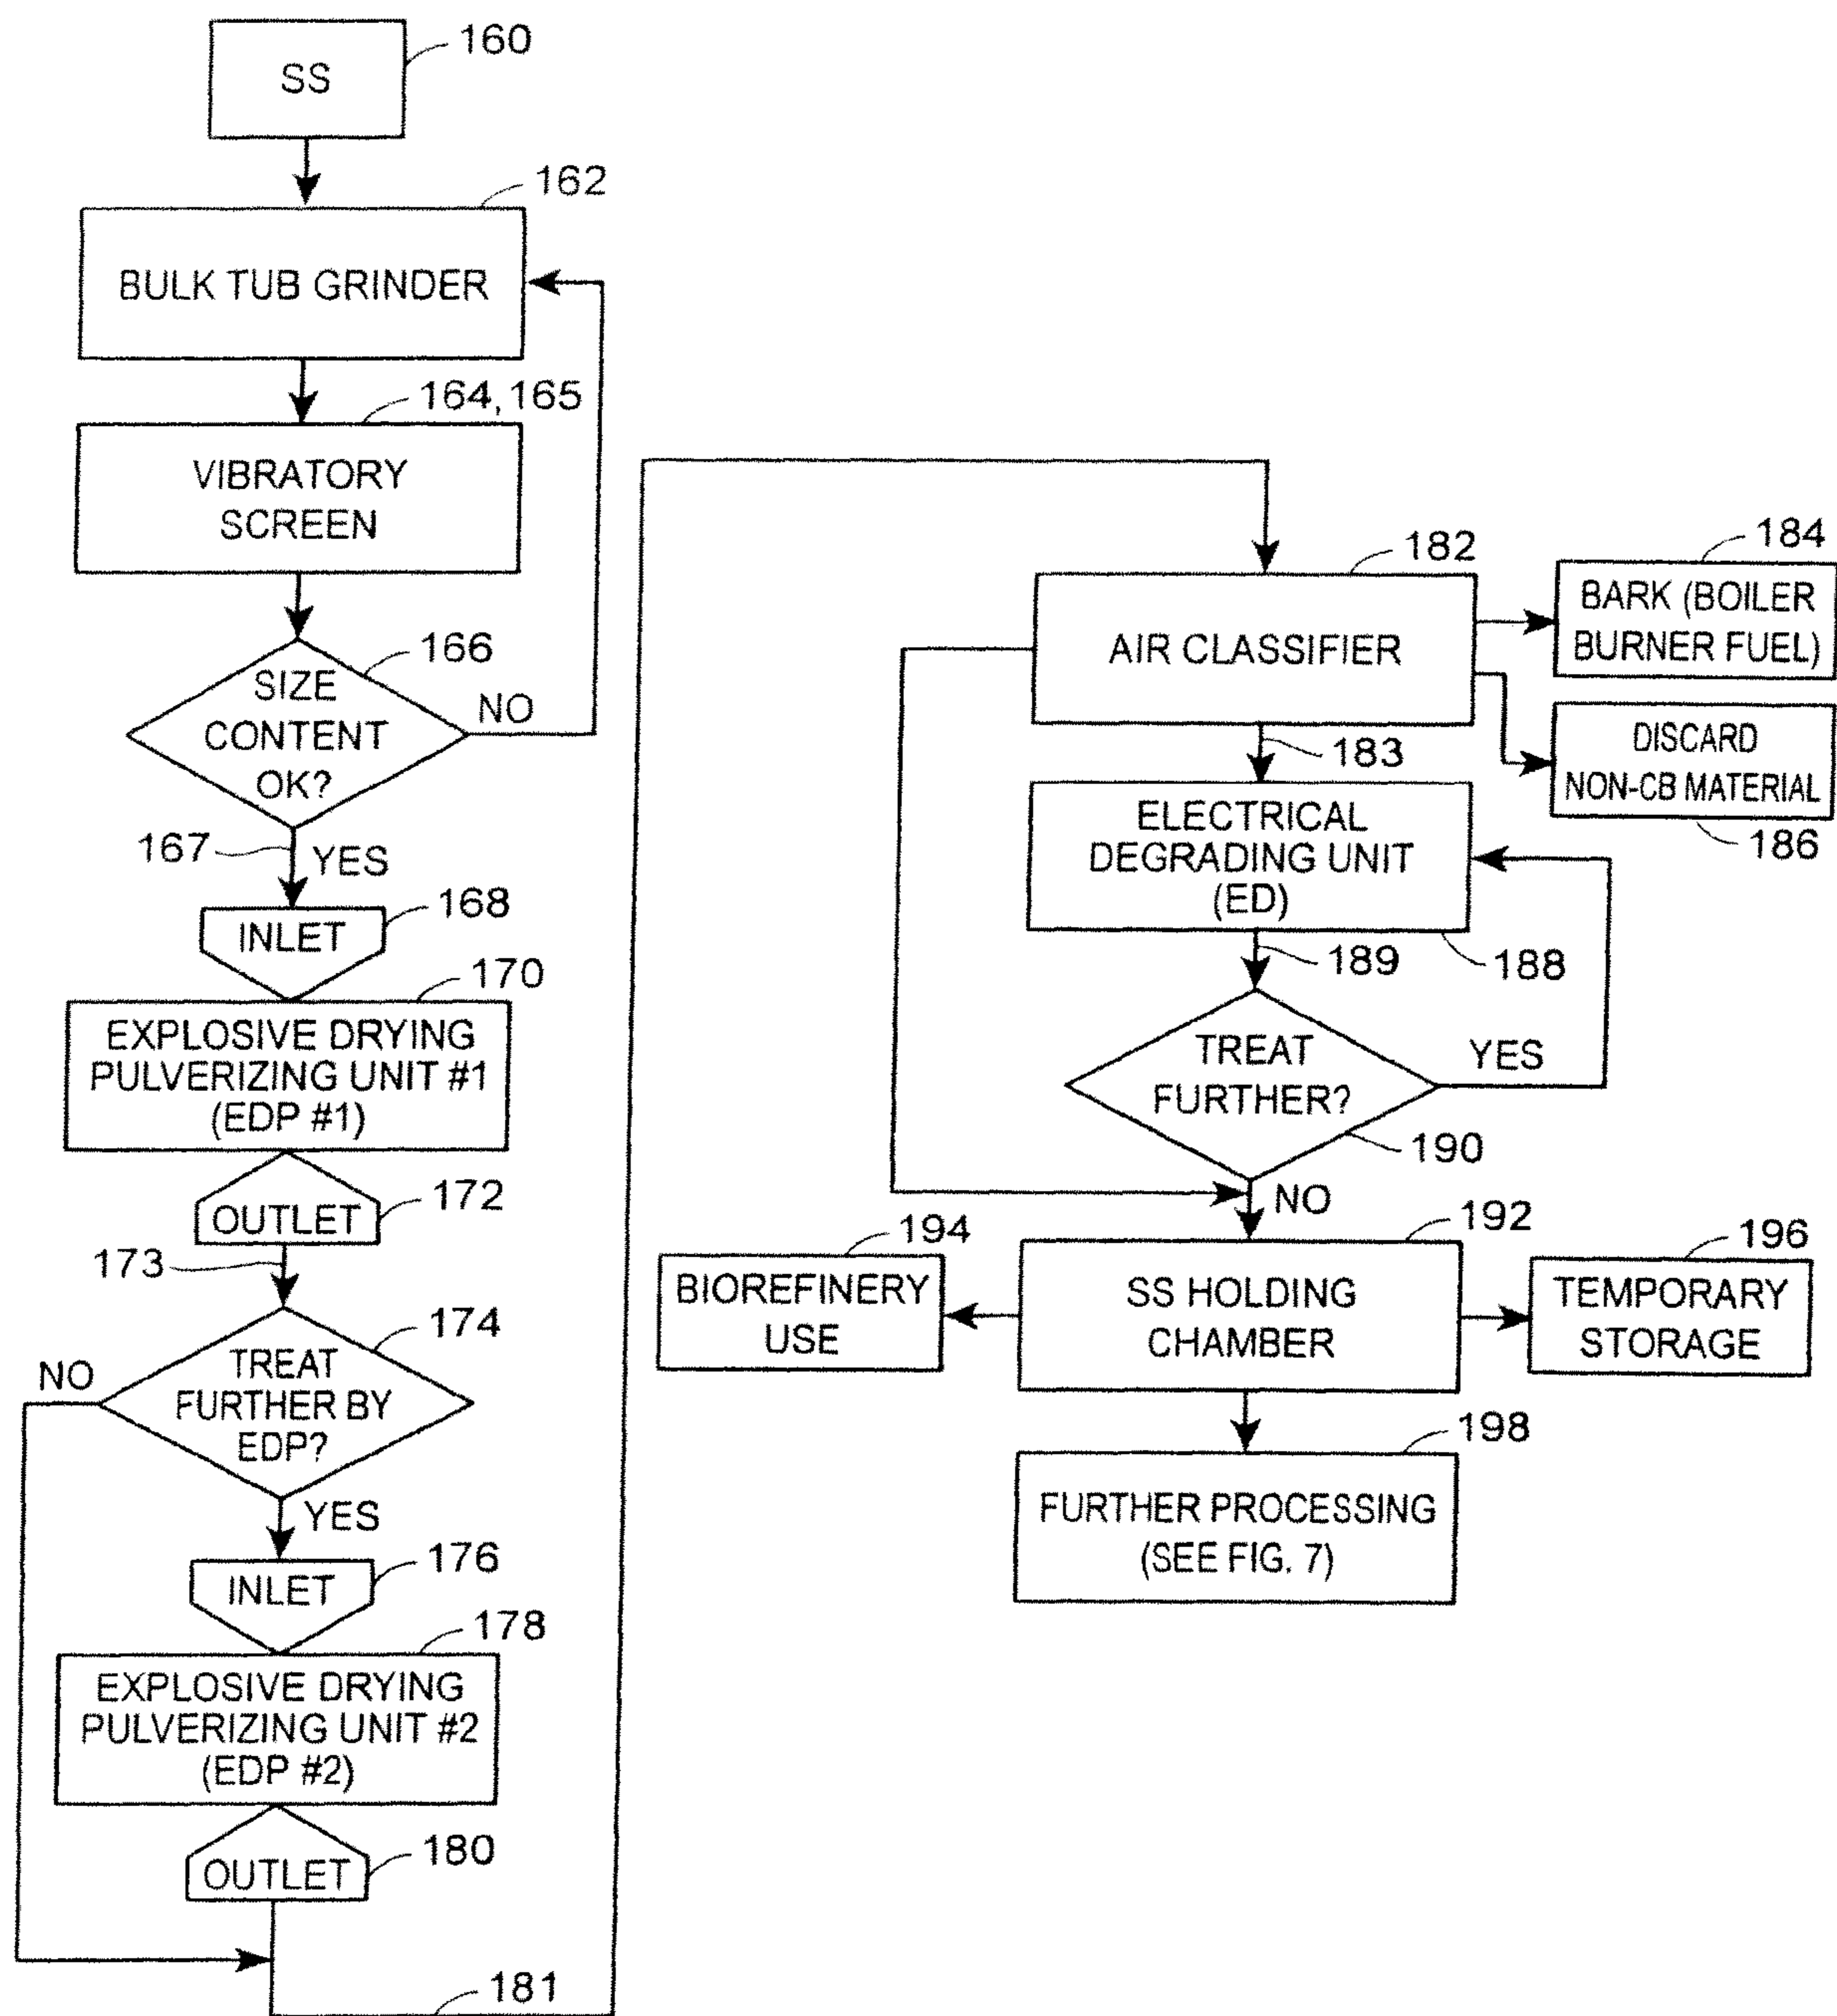 160
SS
162
BULK TUB GRINDER
164, 165
VIBRATORY
SCREEN
166
SIZE
CONTENT
OK?
NO
167
YES
168
INLET
170
EXPLOSIVE DRYING
PULVERIZING UNIT #1
(EDP #1)
172
OUTLET
173
174
TREAT
FURTHER BY
EDP?
NO
YES
176
INLET
178
EXPLOSIVE DRYING
PULVERIZING UNIT #2
(EDP #2)
180
OUTLET
181
182
AIR CLASSIFIER
184
BARK (BOILER
BURNER FUEL)
DISCARD
NON-CB MATERIAL
186
183
ELECTRICAL
DEGRADING UNIT
(ED)
188
189
TREAT
FURTHER?
YES
190
NO
192
SS HOLDING
CHAMBER
194
BIOREFINERY
USE
196
TEMPORARY
STORAGE
198
FURTHER PROCESSING
(SEE FIG. 7)